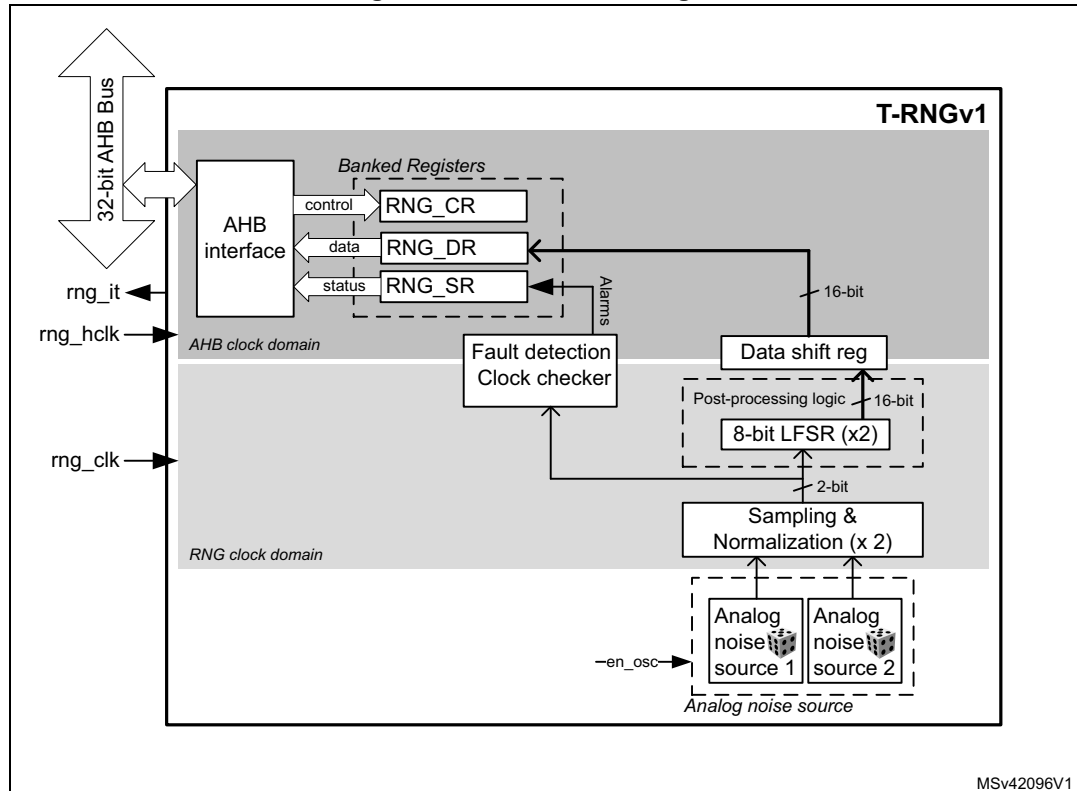 32-bit AHB Bus
T-RNGv1
Banked Registers
AHB
interface
control
RNG_CR
data
RNG_DR
status
RNG_SR
Alarms
16-bit
rng_it
rng_hclk
AHB clock domain
Fault detection
Clock checker
Data shift reg
Post-processing logic
16-bit
8-bit LFSR (x2)
rng_clk
2-bit
Sampling &
Normalization (x 2)
RNG clock domain
Analog
noise
source 1
Analog
noise
source 2
en_osc
Analog noise source
MSv42096V1